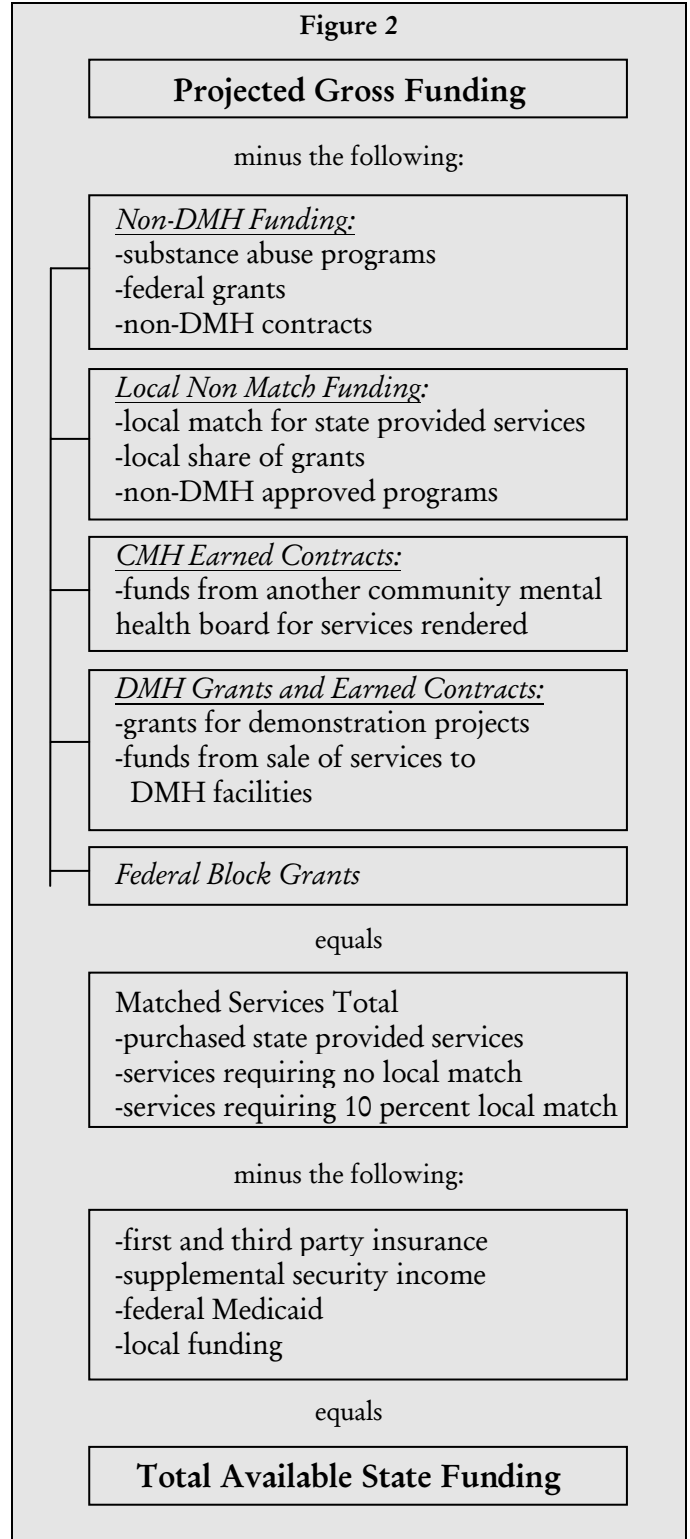 Figure 2
Projected Gross Funding
minus the following:
Non-DMH Funding:
-substance abuse programs
-federal grants
-non-DMH contracts
Local Non Match Funding:
-local match for state provided services
-local share of grants
-non-DMH approved programs
CMH Earned Contracts:
-funds from another community mental
health board for services rendered
DMH Grants and Earned Contracts:
-grants for demonstration projects
-funds from sale of services to
DMH facilities
Federal Block Grants
equals
Matched Services Total
-purchased state provided services
-services requiring no local match
-services requiring 10 percent local match
minus the following:
-first and third party insurance
-supplemental security income
-federal Medicaid
-local funding
equals
Total Available State Funding